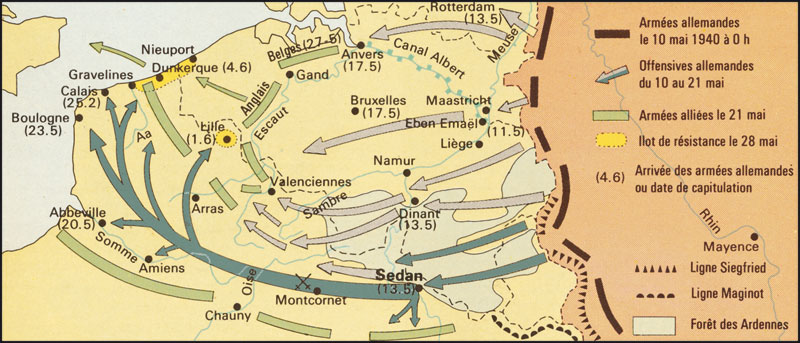 Rotterdam
(13.5)
Meuse
Nieuport
Belges (27-5)
Dunkerque (4.6)
Anvers
(17.5)
Canal Albert
Gravelines
Gand
Calais
(25.2)
Anglais
Boulogne
(23.5)
Escaut
Bruxelles
(17.5)
Maastricht
Aa
Lille
(1.6)
Eben Emaël
(11.5)
Liège
Namur
Valenciennes
Arras
Sambre
Dinant
(13.5)
Abbeville
(20.5)
Somme
Amiens
Oise
Sedan
(13.5)
Montcornet
Chauny
Armées allemandes
le 10 mai 1940 à 0 h
Offensives allemandes
du 10 au 21 mai
Armées alliées le 21 mai
Ilot de résistance le 28 mai
(4.6)
Arrivée des armées allemandes
ou date de capitulation
Rhin
Mayence
Ligne Siegfried
Ligne Maginot
Forêt des Ardennes